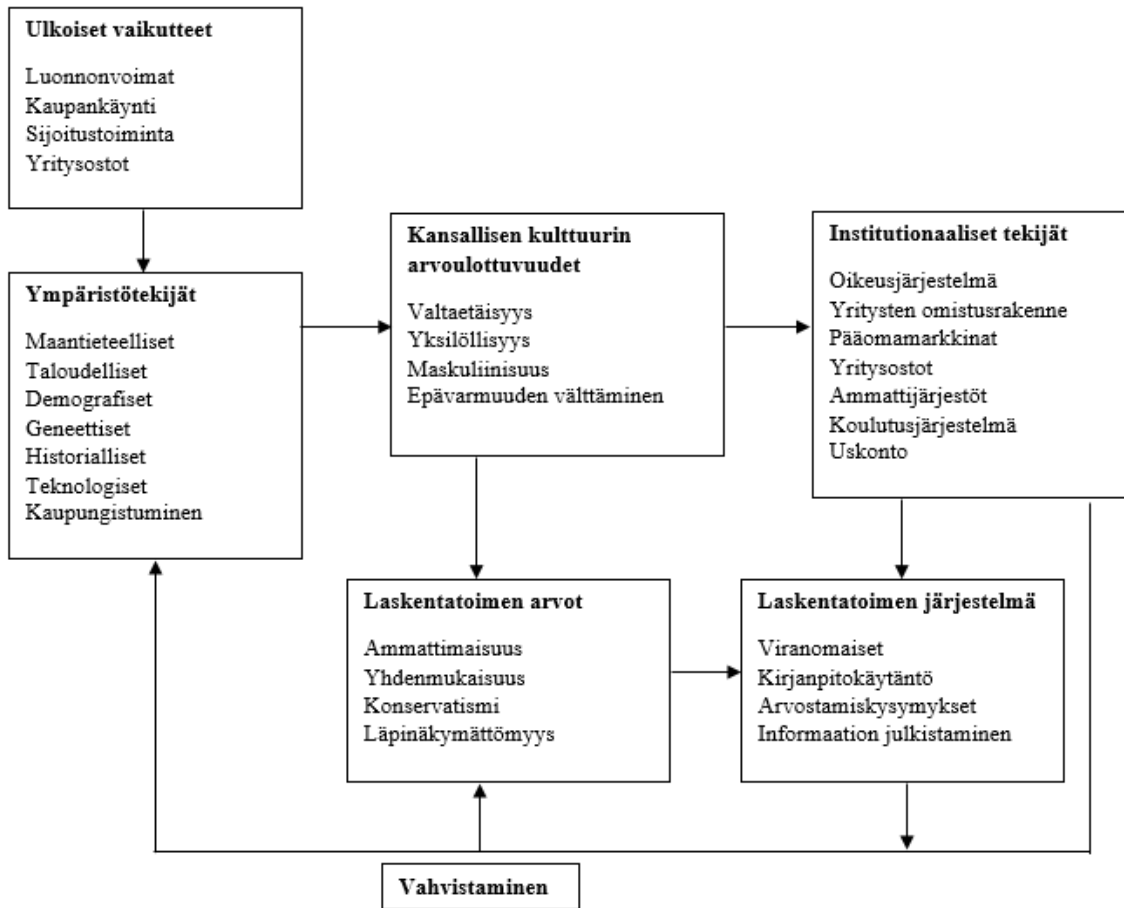 Ulkoiset vaikutteet
Luonnonvoimat
Kaupankäynti
Sijoitustoiminta
Yritysostot
Ympäristötekijät
Maantieteelliset
Taloudelliset
Demografiset
Geneettiset
Historialliset
Teknologiset
Kaupungistuminen
Kansallisen kulttuurin
arvoulottuvuudet
Valtaetäisyys
Yksilöllisyys
Maskuliinisuus
Epävarmuuden välttäminen
Institutionaaliset tekijät
Oikeusjärjestelmä
Yritysten omistusrakenne
Pääomamarkkinat
Yritysostot
Ammattijärjestöt
Koulutusjärjestelmä
Uskonto
Laskentatoimen arvot
Ammattimaisuus
Yhdenmukaisuus
Konservatismi
Läpinäkymättömyys
Laskentatoimen järjestelmä
Viranomaiset
Kirjanpitokäytäntö
Arvostamiskysymykset
Informaation julkistaminen
Vahvistaminen